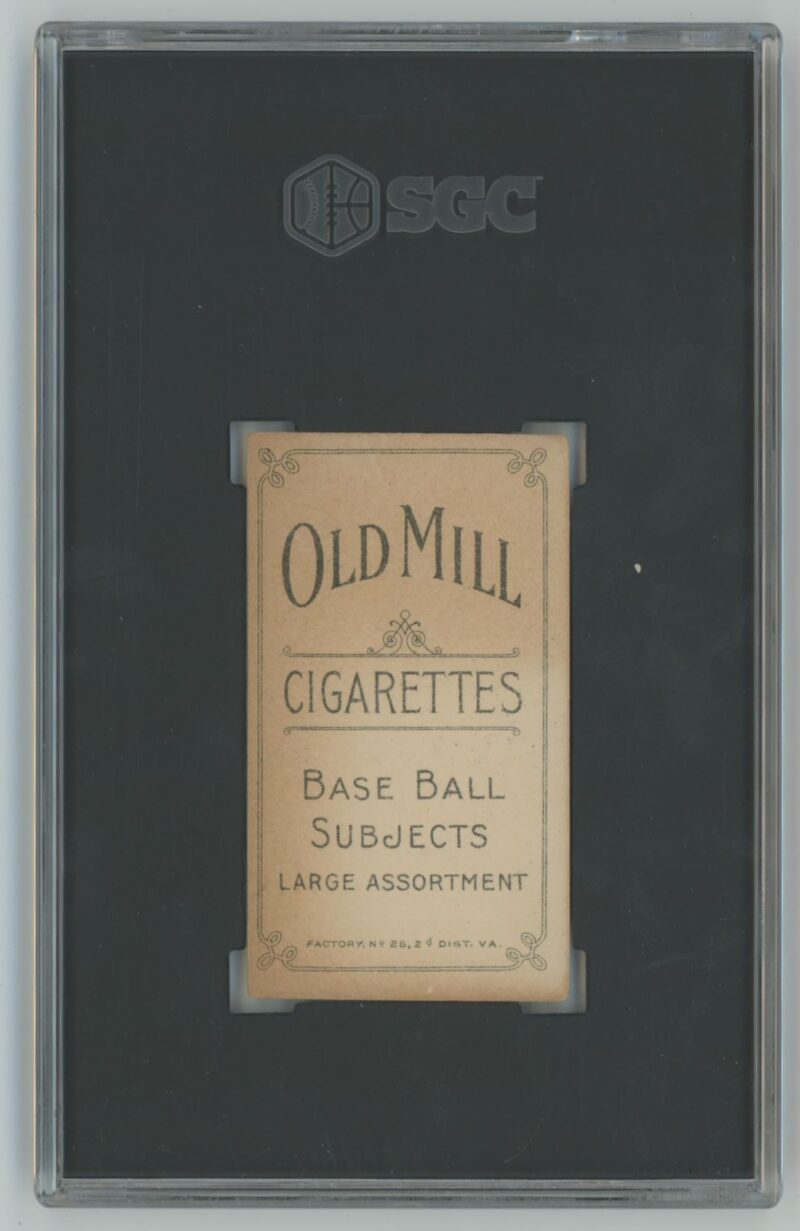 SGC
OLD MILL
CIGARETTES
BASE BALL
SUBJECTS
LARGE ASSORTMENT
FACTORY, Nº 25, 2ᵈ DIST. VA.